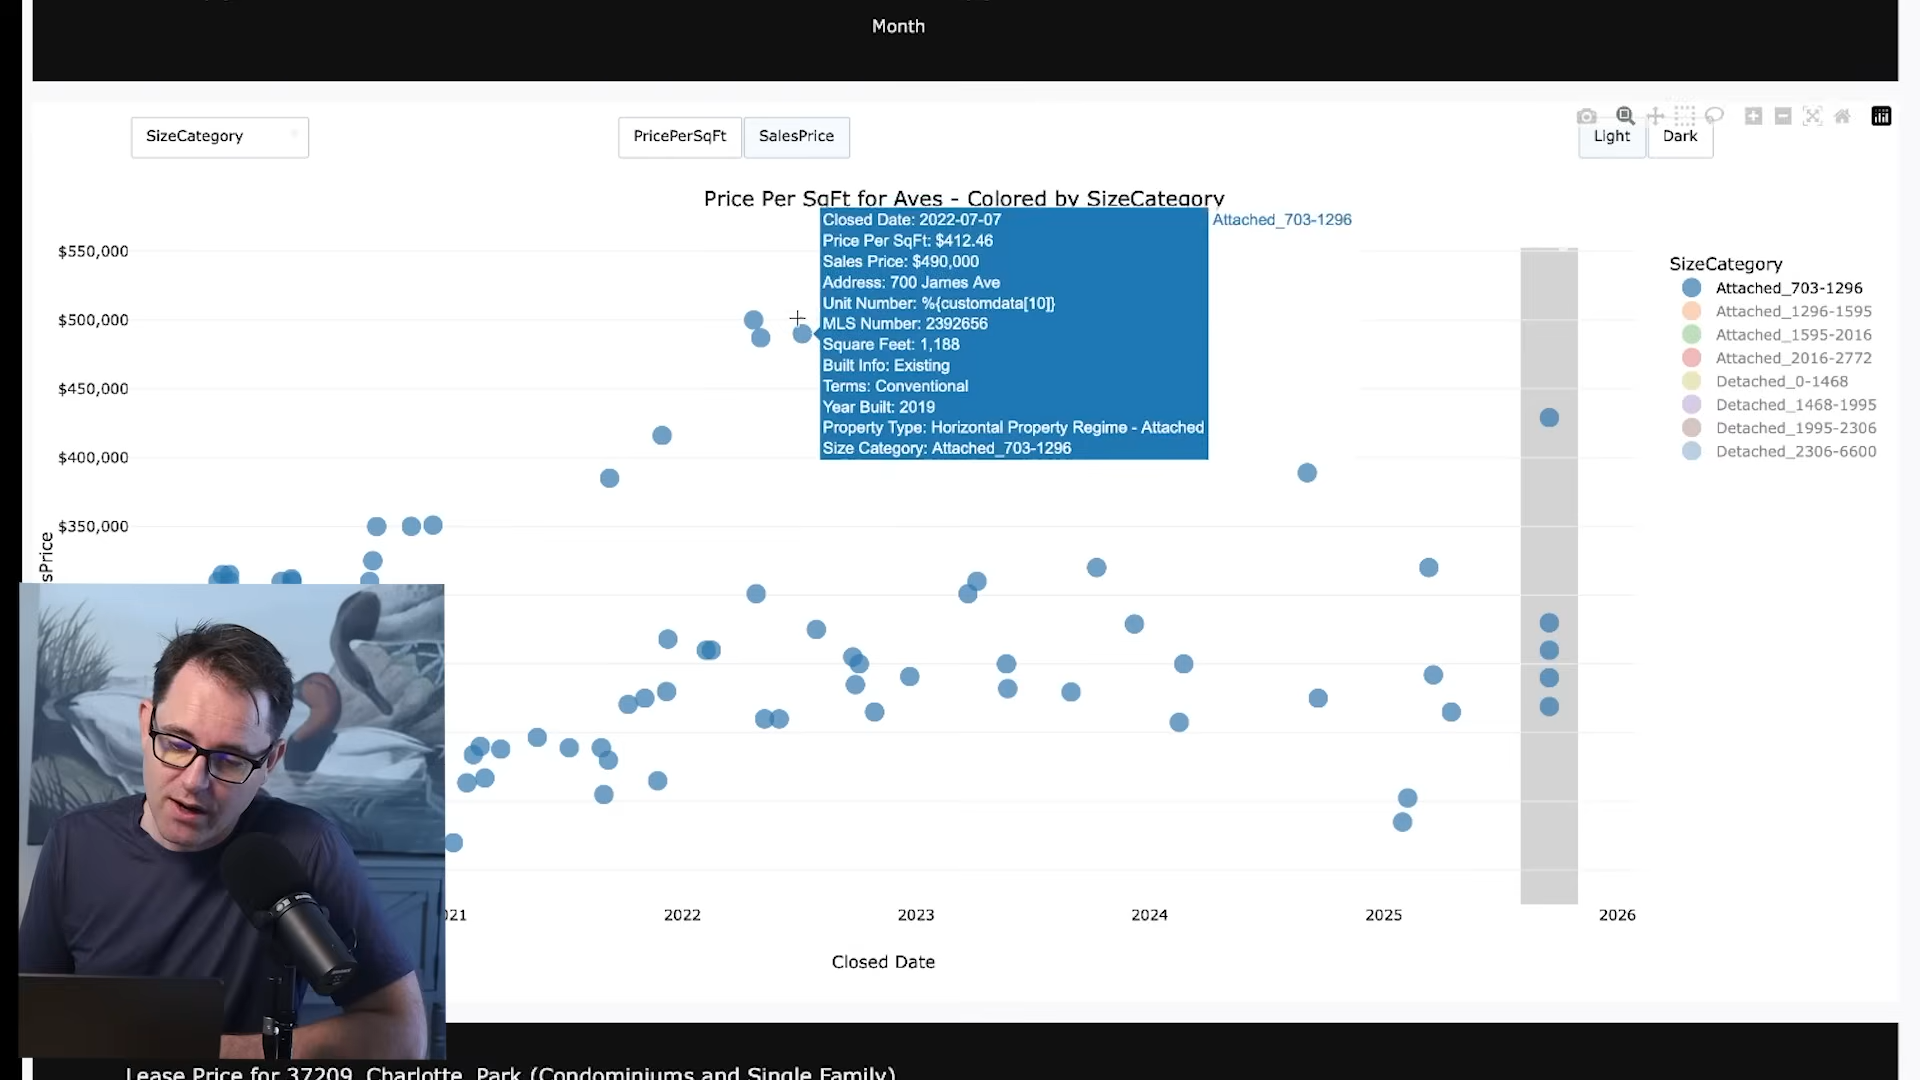 Month
SizeCategory
PricePerSqFt
SalesPrice
Light
Dark
Price Per SqFt for Aves - Colored by SizeCategory
Closed Date: 2022-07-07
Price Per SqFt: $412.46
Sales Price: $490,000
Address: 700 James Ave
Unit Number: %{customdata[10]}
MLS Number: 2392656
Square Feet: 1,188
Built Info: Existing
Terms: Conventional
Year Built: 2019
Property Type: Horizontal Property Regime - Attached
Size Category: Attached_703-1296
Attached_703-1296
$550,000
$500,000
$450,000
$400,000
$350,000
sPrice
SizeCategory
Attached_703-1296
Attached_1296-1595
Attached_1595-2016
Attached_2016-2772
Detached_0-1468
Detached_1468-1995
Detached_1995-2306
Detached_2306-6600
021
2022
2023
2024
2025
2026
Closed Date
Lease Price for 37209, Charlotte, Park (Condominiums and Single Family)